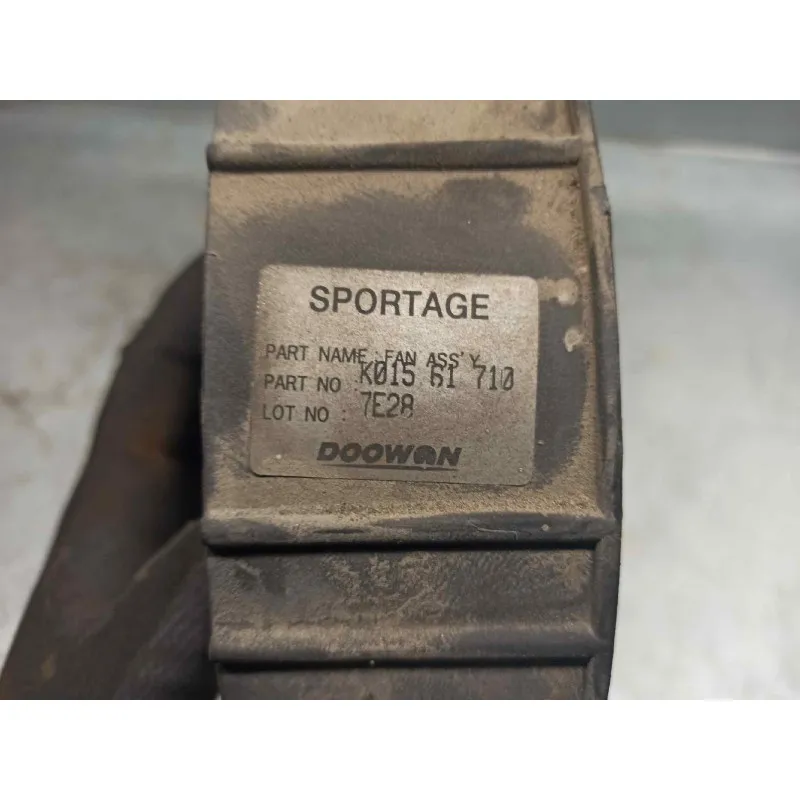 SPORTAGE
PART NAME : FAN ASS'Y
PART NO : K015 61 710
LOT NO : 7E28
DOOWON